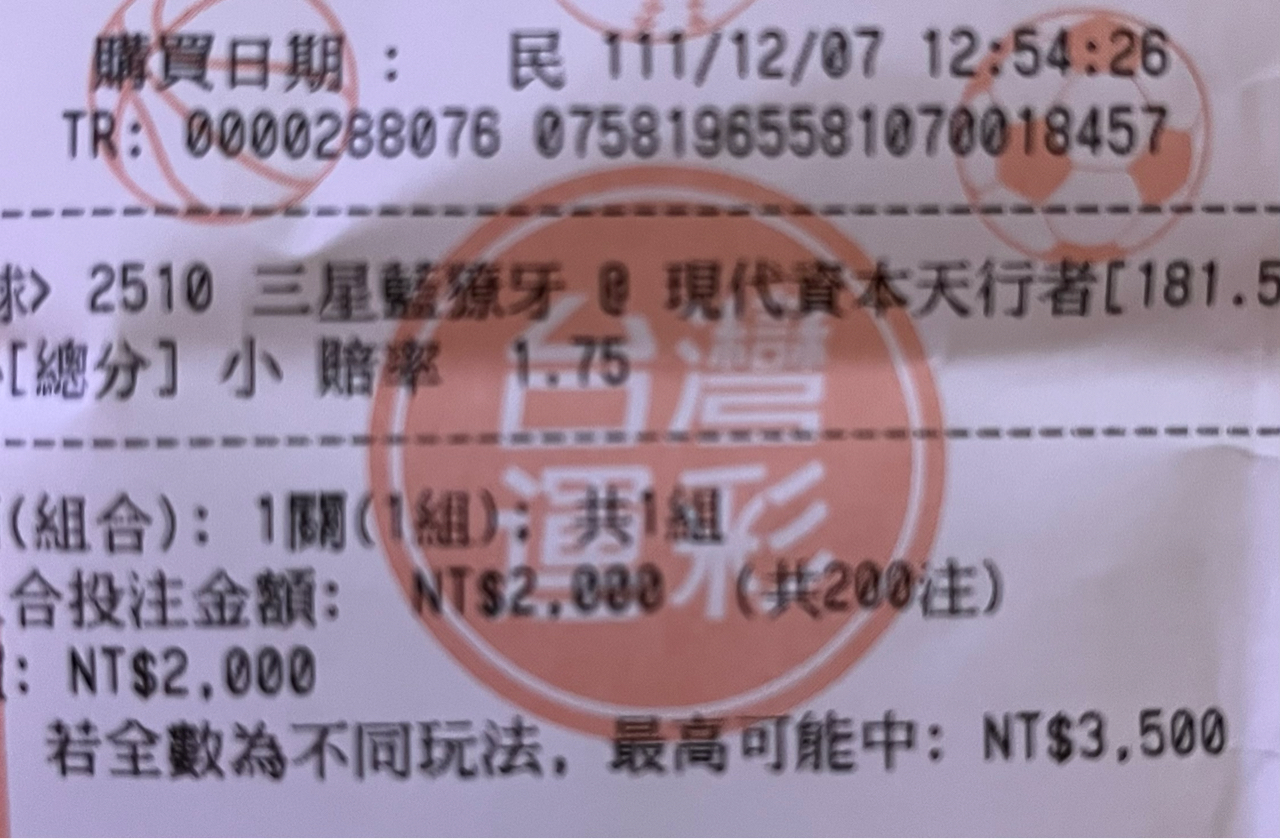 購買日期： 民 111/12/07 12:54:26
TR: 0000288076 07581965581070018457
球> 2510 三星藍獠牙 @ 現代資本天行者[181.5
[總分] 小 賠率 1.75
台灣
運彩
(組合): 1關(1組): 共1組
合投注金額: NT$2,000 (共200注)
: NT$2,000
若全數為不同玩法, 最高可能中: NT$3,500